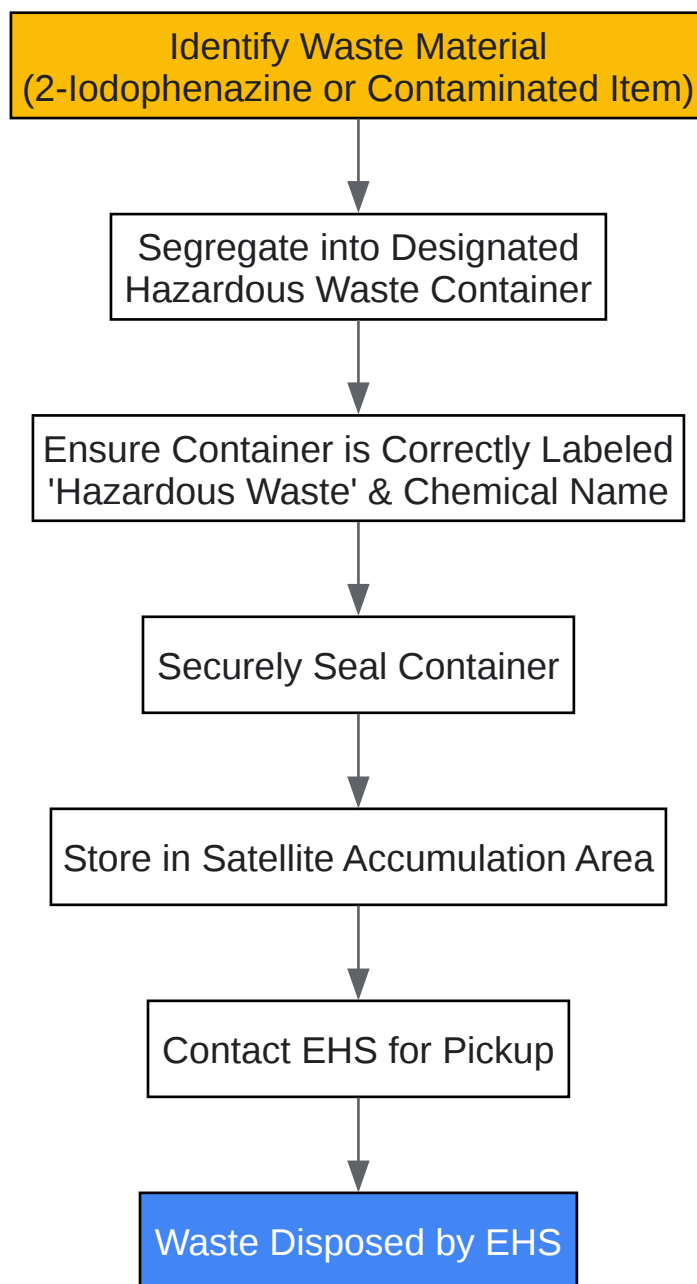 Identify Waste Material
(2-Iodophenazine or Contaminated Item)
Segregate into Designated
Hazardous Waste Container
Ensure Container is Correctly Labeled
'Hazardous Waste' & Chemical Name
Securely Seal Container
Store in Satellite Accumulation Area
Contact EHS for Pickup
Waste Disposed by EHS